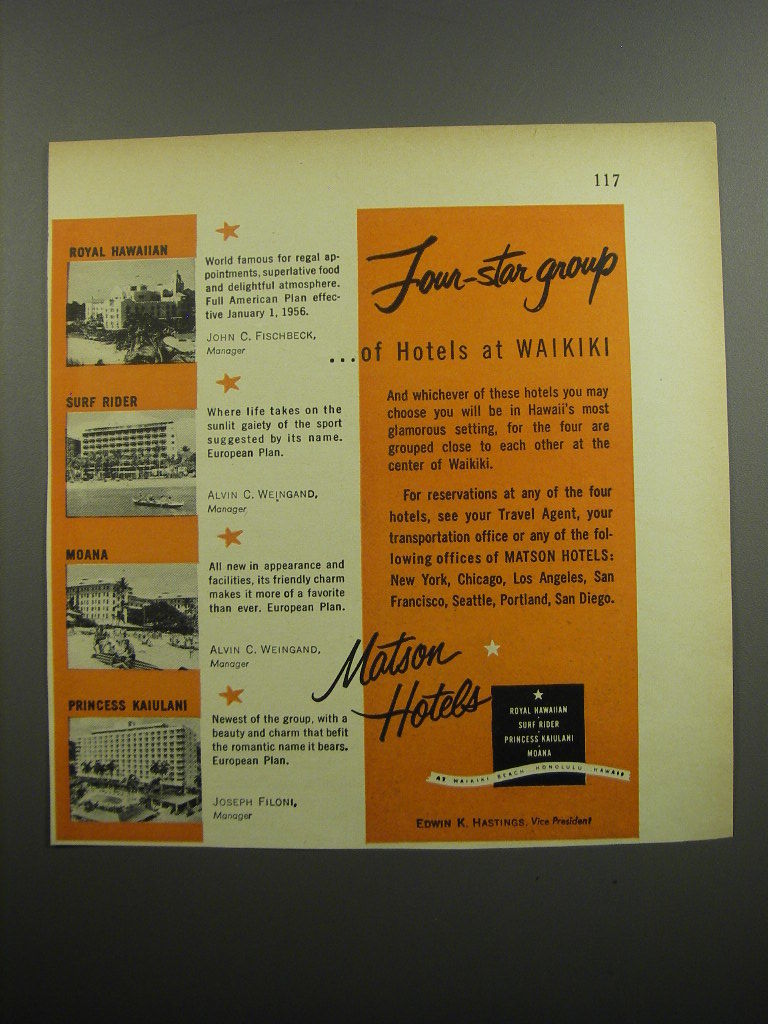 117
ROYAL HAWAIIAN
World famous for regal ap-
pointments, superlative food
and delightful atmosphere.
Full American Plan effec-
tive January 1, 1956.
JOHN C. FISCHBECK,
Manager
SURF RIDER
Where life takes on the
sunlit gaiety of the sport
suggested by its name.
European Plan.
ALVIN C. WEINGAND,
Manager
MOANA
All new in appearance and
facilities, its friendly charm
makes it more of a favorite
than ever. European Plan.
ALVIN C. WEINGAND,
Manager
PRINCESS KAIULANI
Newest of the group, with a
beauty and charm that befit
the romantic name it bears.
European Plan.
JOSEPH FILONI,
Manager
Four-star group
...of Hotels at WAIKIKI
And whichever of these hotels you may
choose you will be in Hawaii's most
glamorous setting, for the four are
grouped close to each other at the
center of Waikiki.
For reservations at any of the four
hotels, see your Travel Agent, your
transportation office or any of the fol-
lowing offices of MATSON HOTELS:
New York, Chicago, Los Angeles, San
Francisco, Seattle, Portland, San Diego.
Matson
Hotels
ROYAL HAWAIIAN
SURF RIDER
PRINCESS KAIULANI
MOANA
AT WAIKIKI BEACH, HONOLULU, HAWAII
EDWIN K. HASTINGS, Vice President